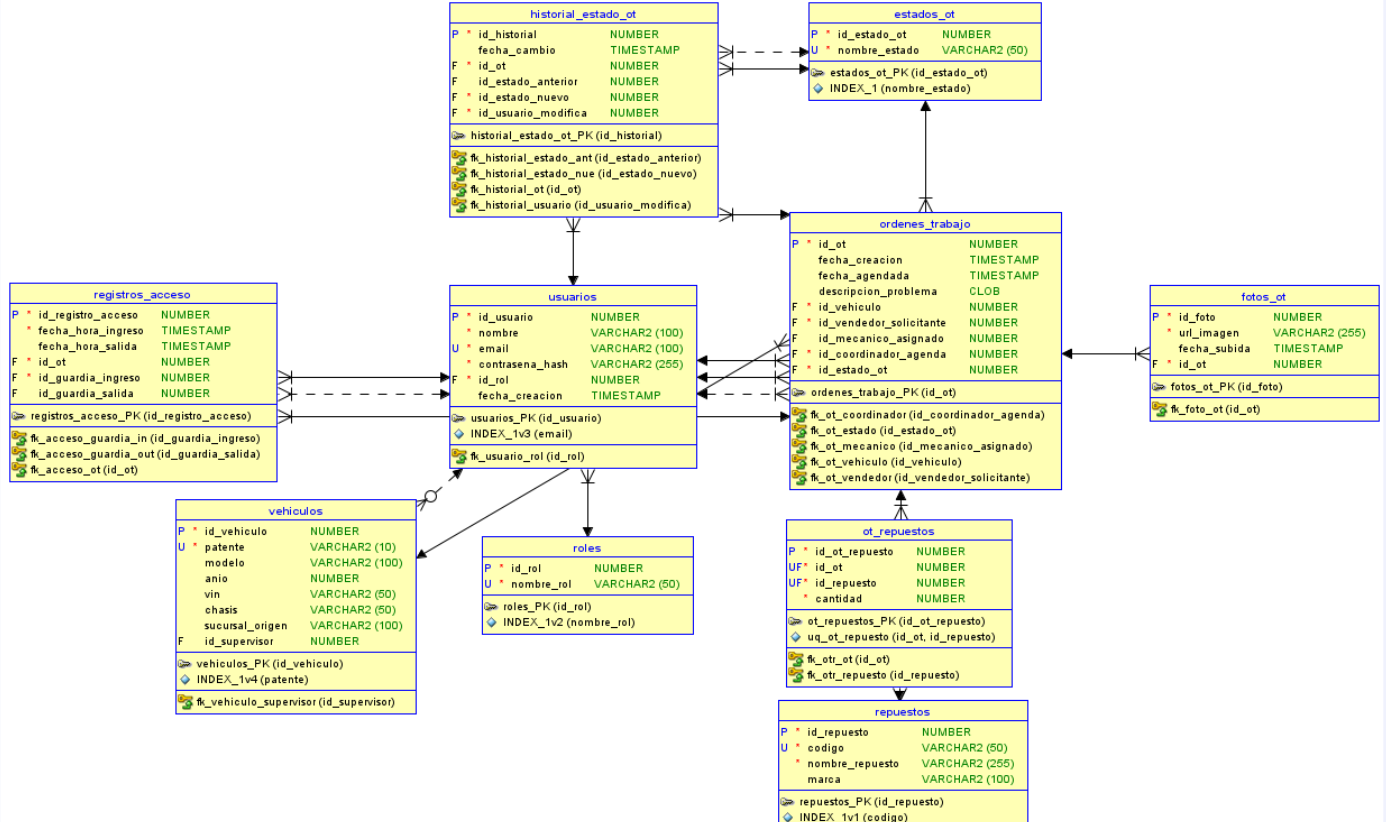 historial_estado_ot
P * id_historial NUMBER
fecha_cambio TIMESTAMP
F * id_ot NUMBER
F id_estado_anterior NUMBER
F * id_estado_nuevo NUMBER
F * id_usuario_modifica NUMBER
historial_estado_ot_PK (id_historial)
fk_historial_estado_ant (id_estado_anterior)
fk_historial_estado_nue (id_estado_nuevo)
fk_historial_ot (id_ot)
fk_historial_usuario (id_usuario_modifica)
estados_ot
P * id_estado_ot NUMBER
U * nombre_estado VARCHAR2 (50)
estados_ot_PK (id_estado_ot)
INDEX_1 (nombre_estado)
registros_acceso
P * id_registro_acceso NUMBER
* fecha_hora_ingreso TIMESTAMP
fecha_hora_salida TIMESTAMP
F * id_ot NUMBER
F * id_guardia_ingreso NUMBER
F id_guardia_salida NUMBER
registros_acceso_PK (id_registro_acceso)
fk_acceso_guardia_in (id_guardia_ingreso)
fk_acceso_guardia_out (id_guardia_salida)
fk_acceso_ot (id_ot)
usuarios
P * id_usuario NUMBER
* nombre VARCHAR2 (100)
U * email VARCHAR2 (100)
* contrasena_hash VARCHAR2 (255)
F * id_rol NUMBER
fecha_creacion TIMESTAMP
usuarios_PK (id_usuario)
INDEX_1v3 (email)
fk_usuario_rol (id_rol)
ordenes_trabajo
P * id_ot NUMBER
fecha_creacion TIMESTAMP
fecha_agendada TIMESTAMP
descripcion_problema CLOB
F * id_vehiculo NUMBER
F * id_vendedor_solicitante NUMBER
F id_mecanico_asignado NUMBER
F * id_coordinador_agenda NUMBER
F * id_estado_ot NUMBER
ordenes_trabajo_PK (id_ot)
fk_ot_coordinador (id_coordinador_agenda)
fk_ot_estado (id_estado_ot)
fk_ot_mecanico (id_mecanico_asignado)
fk_ot_vehiculo (id_vehiculo)
fk_ot_vendedor (id_vendedor_solicitante)
fotos_ot
P * id_foto NUMBER
* url_imagen VARCHAR2 (255)
fecha_subida TIMESTAMP
F * id_ot NUMBER
fotos_ot_PK (id_foto)
fk_foto_ot (id_ot)
vehiculos
P * id_vehiculo NUMBER
U * patente VARCHAR2 (10)
modelo VARCHAR2 (100)
anio NUMBER
vin VARCHAR2 (50)
chasis VARCHAR2 (50)
sucursal_origen VARCHAR2 (100)
F id_supervisor NUMBER
vehiculos_PK (id_vehiculo)
INDEX_1v4 (patente)
fk_vehiculo_supervisor (id_supervisor)
roles
P * id_rol NUMBER
U * nombre_rol VARCHAR2 (50)
roles_PK (id_rol)
INDEX_1v2 (nombre_rol)
ot_repuestos
P * id_ot_repuesto NUMBER
UF* id_ot NUMBER
UF* id_repuesto NUMBER
* cantidad NUMBER
ot_repuestos_PK (id_ot_repuesto)
uq_ot_repuesto (id_ot, id_repuesto)
fk_otr_ot (id_ot)
fk_otr_repuesto (id_repuesto)
repuestos
P * id_repuesto NUMBER
U * codigo VARCHAR2 (50)
* nombre_repuesto VARCHAR2 (255)
marca VARCHAR2 (100)
repuestos_PK (id_repuesto)
INDEX_1v1 (codigo)